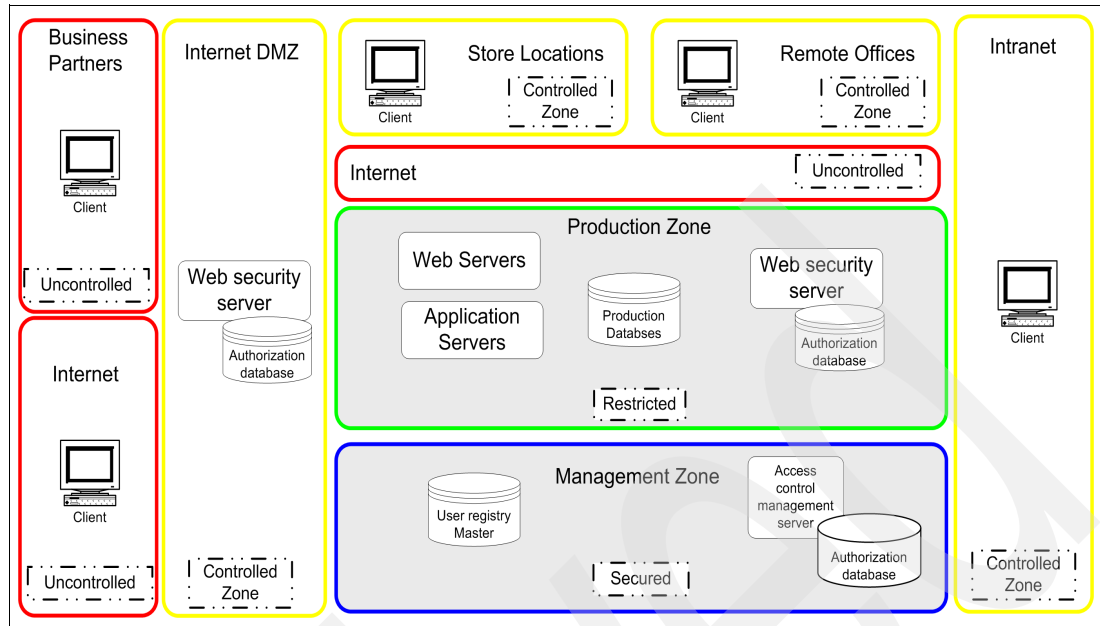 Business
Partners
Client
Uncontrolled
Internet
Client
Uncontrolled
Internet DMZ
Web security
server
Authorization
database
Controlled
Zone
Store Locations
Client
Controlled
Zone
Remote Offices
Client
Controlled
Zone
Internet
Uncontrolled
Production Zone
Web Servers
Application
Servers
Production
Databses
Web security
server
Authorization
database
Restricted
Management Zone
User registry
Master
Access
control
management
server
Authorization
database
Secured
Intranet
Client
Controlled
Zone